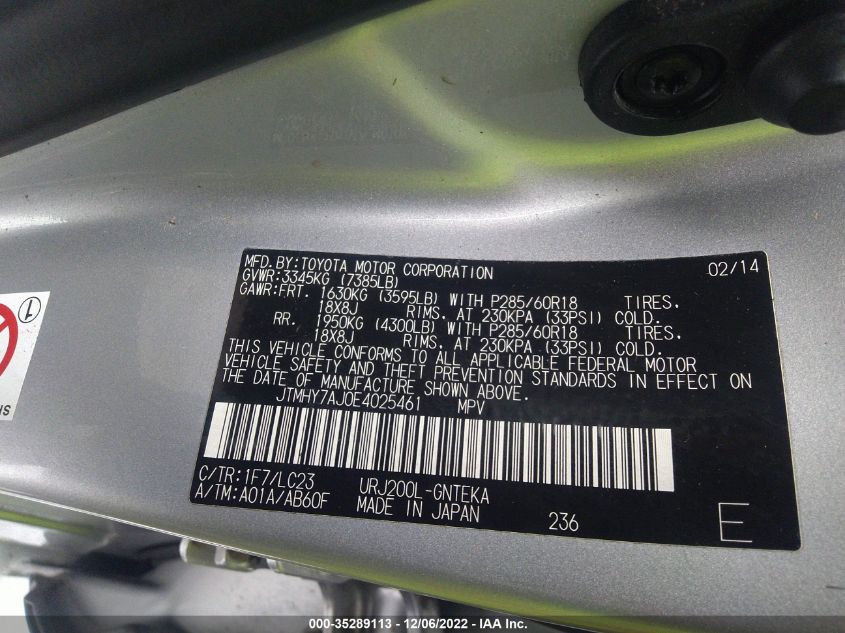 MFD.BY:TOYOTA MOTOR CORPORATION 02/14
GVWR:3345KG (7385LB)
GAWR:FRT. 1630KG (3595LB) WITH P285/60R18 TIRES.
18X8J RIMS. AT 230KPA (33PSI) COLD.
RR. 1950KG (4300LB) WITH P285/60R18 TIRES.
18X8J RIMS. AT 230KPA (33PSI) COLD.
THIS VEHICLE CONFORMS TO ALL APPLICABLE FEDERAL MOTOR
VEHICLE SAFETY AND THEFT PREVENTION STANDARDS IN EFFECT ON
THE DATE OF MANUFACTURE SHOWN ABOVE.
JTMHY7AJ0E4025461 MPV
C/TR:1F7/LC23 URJ200L-GNTEKA
A/TM:A01A/AB60F MADE IN JAPAN 236 E
1
SH
000-35289113 - 12/06/2022 - IAA Inc.